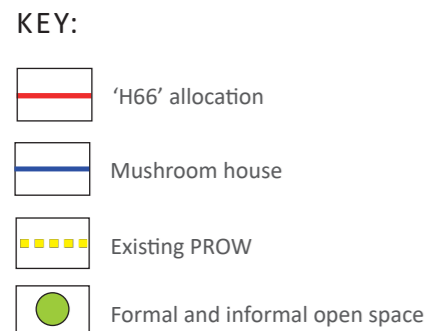 KEY:
‘H66’ allocation
Mushroom house
Existing PROW
Formal and informal open space